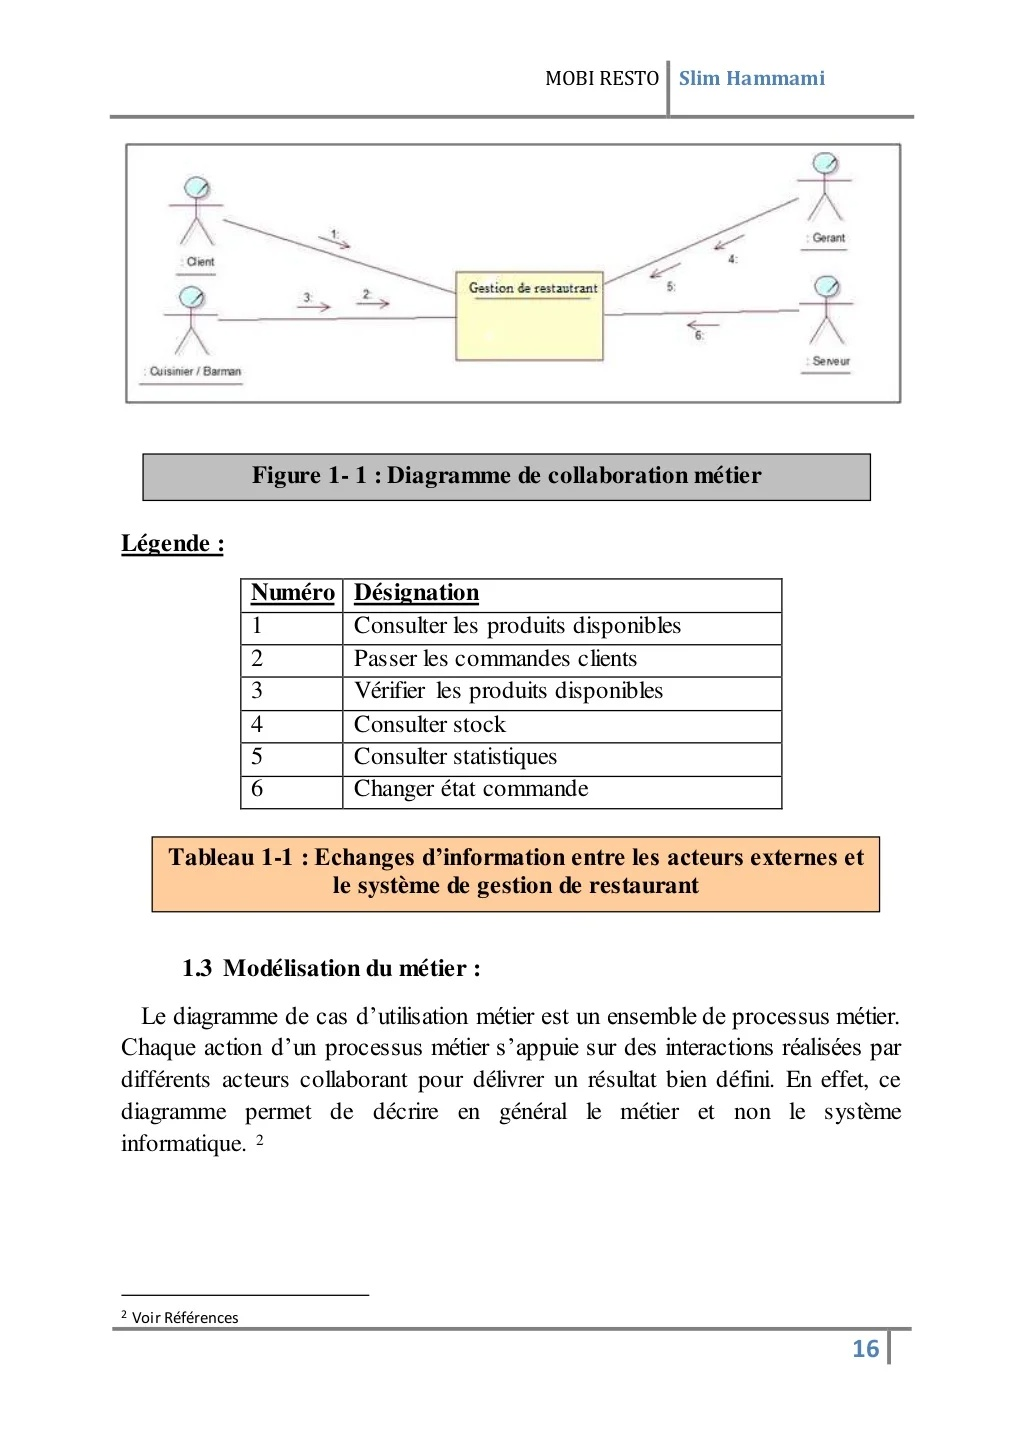 MOBI RESTO Slim Hammami
: Client
: Cuisinier / Barman
1:
3:
2:
Gestion de restautrant
4:
5:
6:
: Gerant
: Serveur
Figure 1- 1 : Diagramme de collaboration métier
Légende :
Numéro Désignation
1 Consulter les produits disponibles
2 Passer les commandes clients
3 Vérifier les produits disponibles
4 Consulter stock
5 Consulter statistiques
6 Changer état commande
Tableau 1-1 : Echanges d’information entre les acteurs externes et
le système de gestion de restaurant
1.3 Modélisation du métier :
Le diagramme de cas d’utilisation métier est un ensemble de processus métier.
Chaque action d’un processus métier s’appuie sur des interactions réalisées par
différents acteurs collaborant pour délivrer un résultat bien défini. En effet, ce
diagramme permet de décrire en général le métier et non le système
informatique. 2
2 Voir Références
16